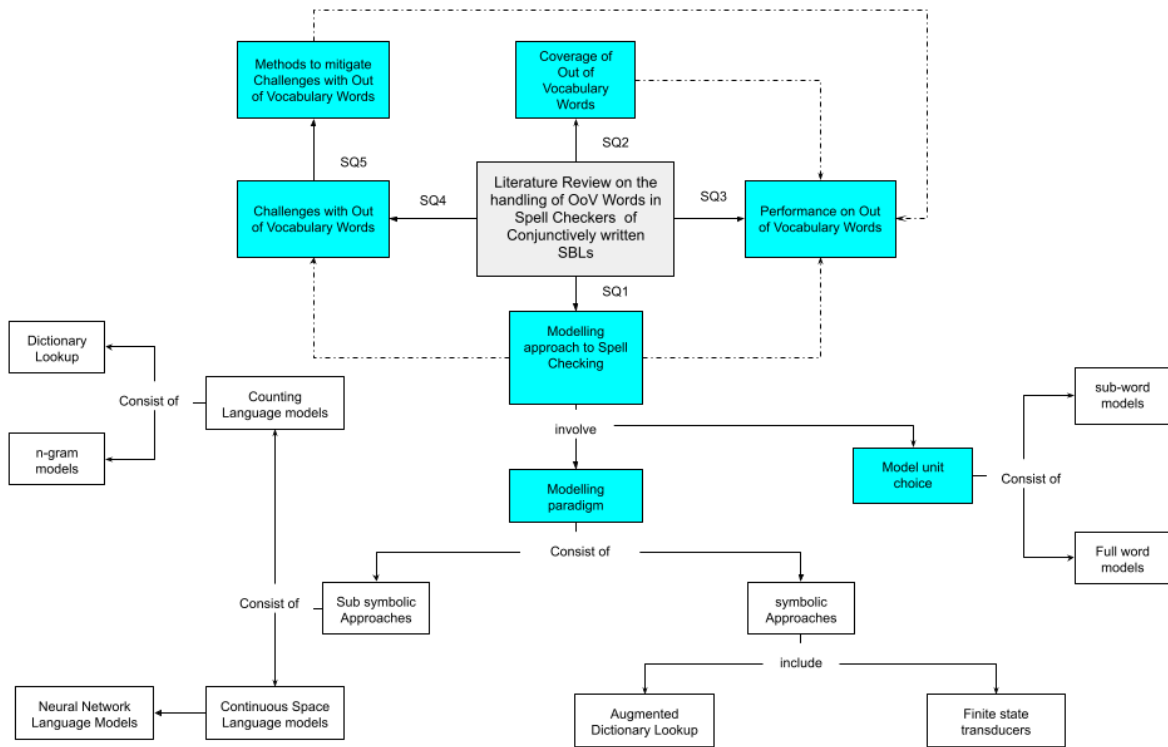 Methods to mitigate
Challenges with Out
of Vocabulary Words
Coverage of
Out of
Vocabulary
Words
SQ2
SQ5
Literature Review on the
handling of OoV Words in
Spell Checkers of
Conjunctively written
SBLs
SQ4
SQ3
Challenges with Out
of Vocabulary Words
Performance on Out
of Vocabulary Words
SQ1
Modelling
approach to Spell
Checking
Dictionary
Lookup
Consist of
Counting
Language models
n-gram
models
involve
sub-word
models
Model unit
choice
Consist of
Full word
models
Modelling
paradigm
Consist of
Sub symbolic
Approaches
symbolic
Approaches
Consist of
include
Neural Network
Language Models
Continuous Space
Language models
Augmented
Dictionary Lookup
Finite state
transducers